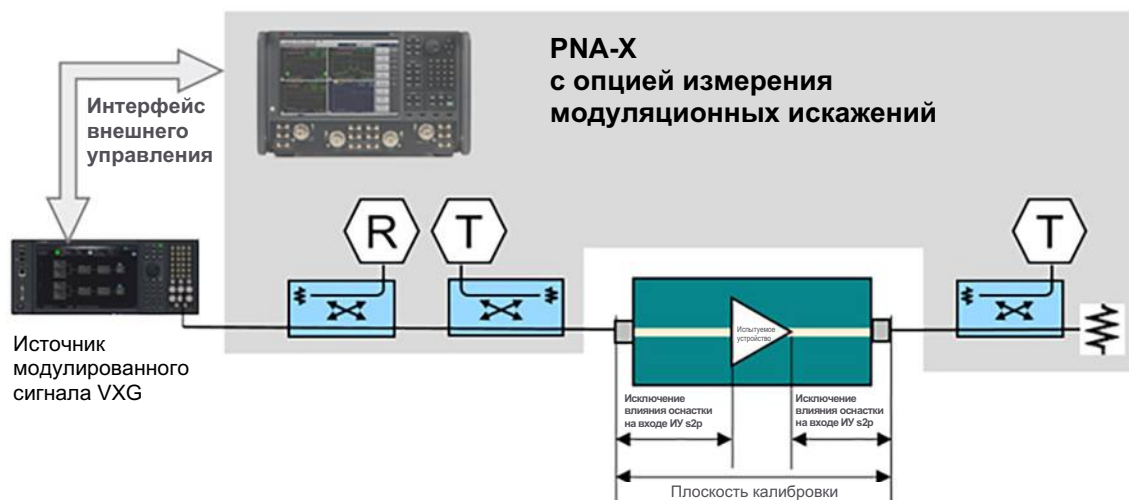 PNA-X
с опцией измерения
модуляционных искажений
Интерфейс
внешнего
управления
R
T
T
Источник
модулированного
сигнала VXG
Испытуемое
устройство
Исключение
влияния оснастки
на входе ИУ s2p
Исключение
влияния оснастки
на входе ИУ s2p
Плоскость калибровки